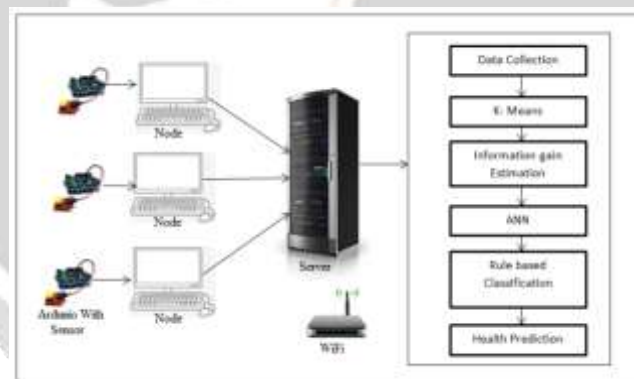 Node
Node
Node
Arduino With
Sensor
Server
WiFi
Data Collection
K- Means
Information gain
Estimation
ANN
Rule based
Classification
Health Prediction